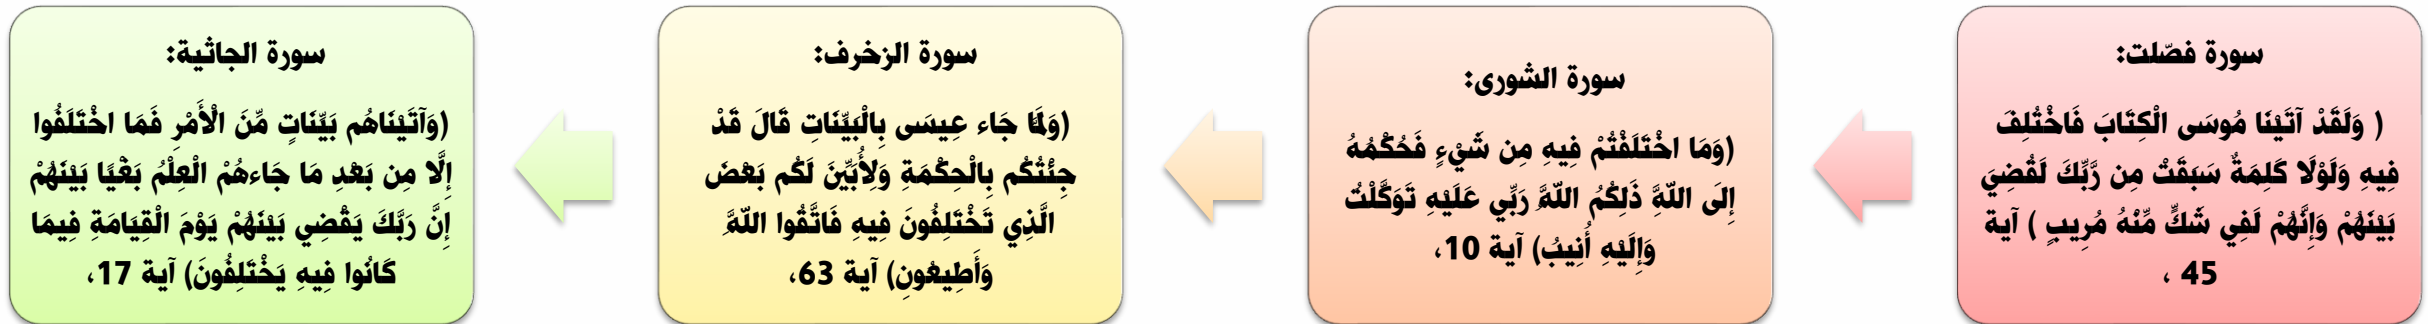 سورة فصّلت:
( وَلَقَدْ آتَيْنَا مُوسَى الْكِتَابَ فَاخْتُلِفَ
فِيهِ وَلَوْلَا كَلِمَةٌ سَبَقَتْ مِن رَّبِّكَ لَقُضِيَ
بَيْنَهُمْ وَإِنَّهُمْ لَفِي شَكٍّ مِّنْهُ مُرِيبٍ ) آية
45 ،
سورة الشورى:
(وَمَا اخْتَلَفْتُمْ فِيهِ مِن شَيْءٍ فَحُكْمُهُ
إِلَى اللَّهِ ذَلِكُمُ اللَّهُ رَبِّي عَلَيْهِ تَوَكَّلْتُ
وَإِلَيْهِ أُنِيبُ) آية 10،
سورة الزخرف:
(وَلَمَّا جَاء عِيسَى بِالْبَيِّنَاتِ قَالَ قَدْ
جِئْتُكُم بِالْحِكْمَةِ وَلِأُبَيِّنَ لَكُم بَعْضَ
الَّذِي تَخْتَلِفُونَ فِيهِ فَاتَّقُوا اللَّهَ
وَأَطِيعُونِ) آية 63،
سورة الجاثية:
(وَآتَيْنَاهُم بَيِّنَاتٍ مِّنَ الْأَمْرِ فَمَا اخْتَلَفُوا
إِلَّا مِن بَعْدِ مَا جَاءهُمْ الْعِلْمُ بَغْيًا بَيْنَهُمْ
إِنَّ رَبَّكَ يَقْضِي بَيْنَهُمْ يَوْمَ الْقِيَامَةِ فِيمَا
كَانُوا فِيهِ يَخْتَلِفُونَ) آية 17،